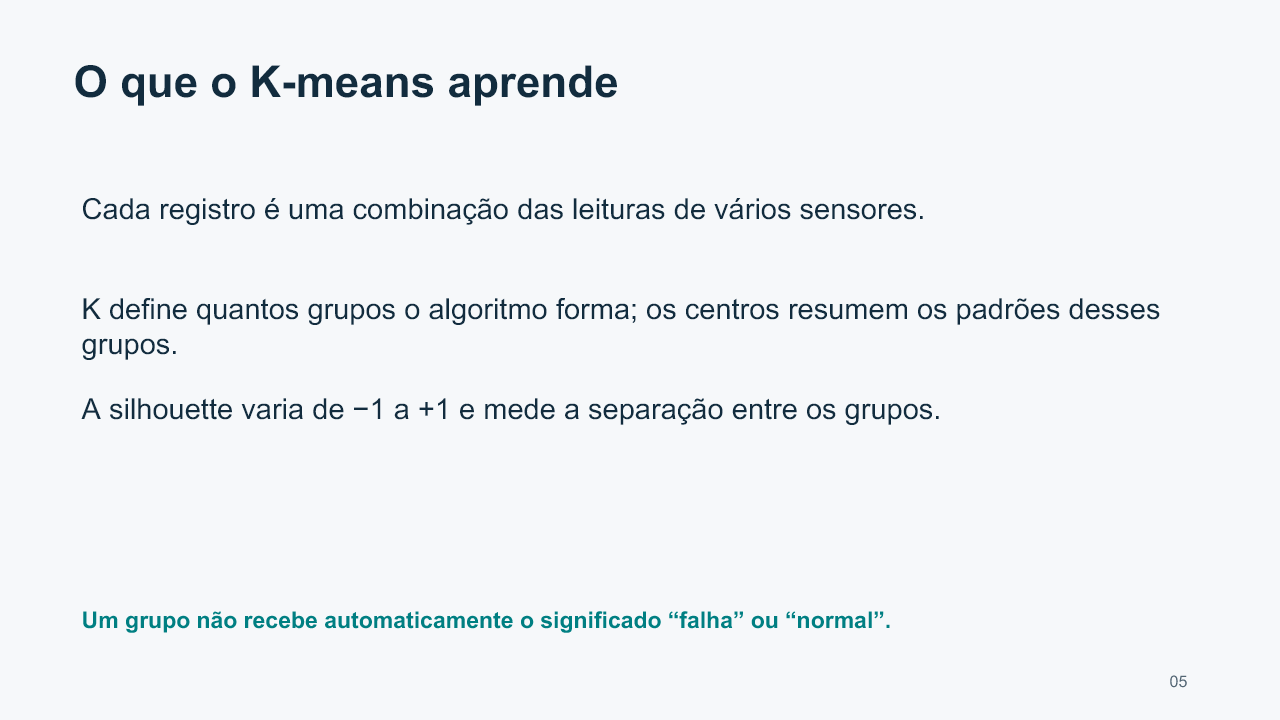 O que o K-means aprende
Cada registro é uma combinação das leituras de vários sensores.
K define quantos grupos o algoritmo forma; os centros resumem os padrões desses
grupos.
A silhouette varia de −1 a +1 e mede a separação entre os grupos.
Um grupo não recebe automaticamente o significado “falha” ou “normal”.
05